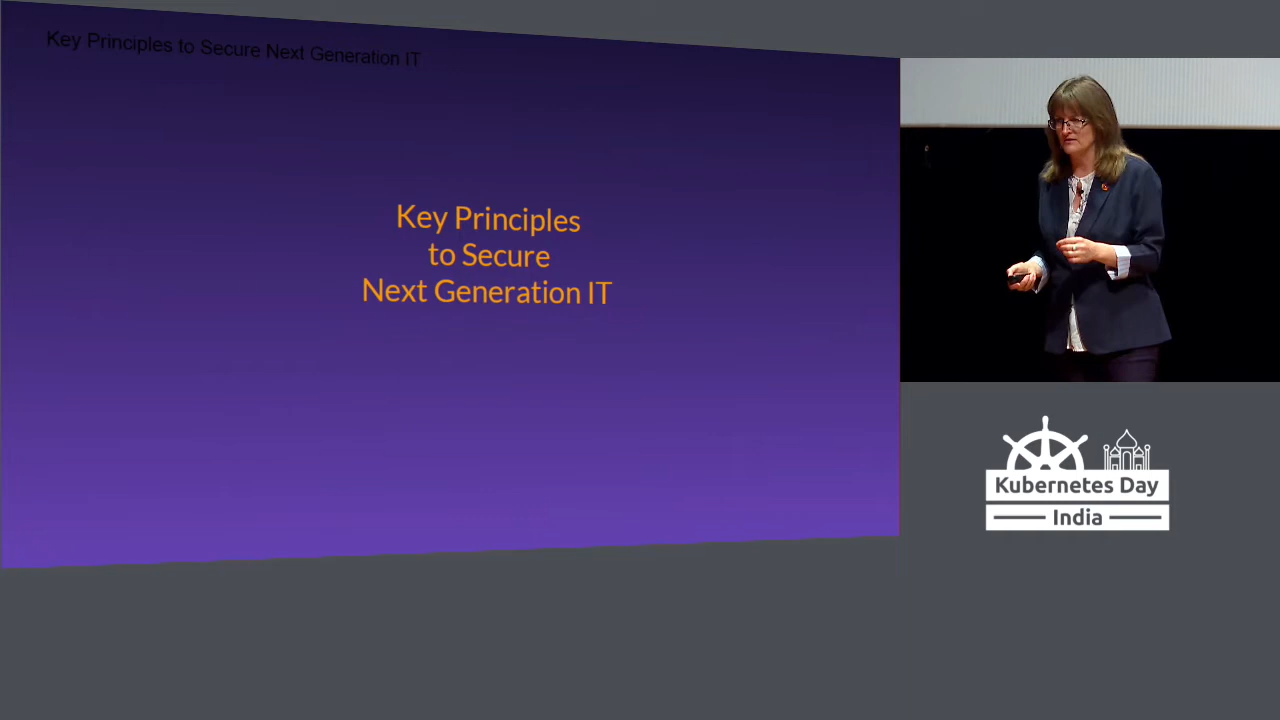 Key Principles to Secure Next Generation IT
Key Principles
to Secure
Next Generation IT
Kubernetes Day
India